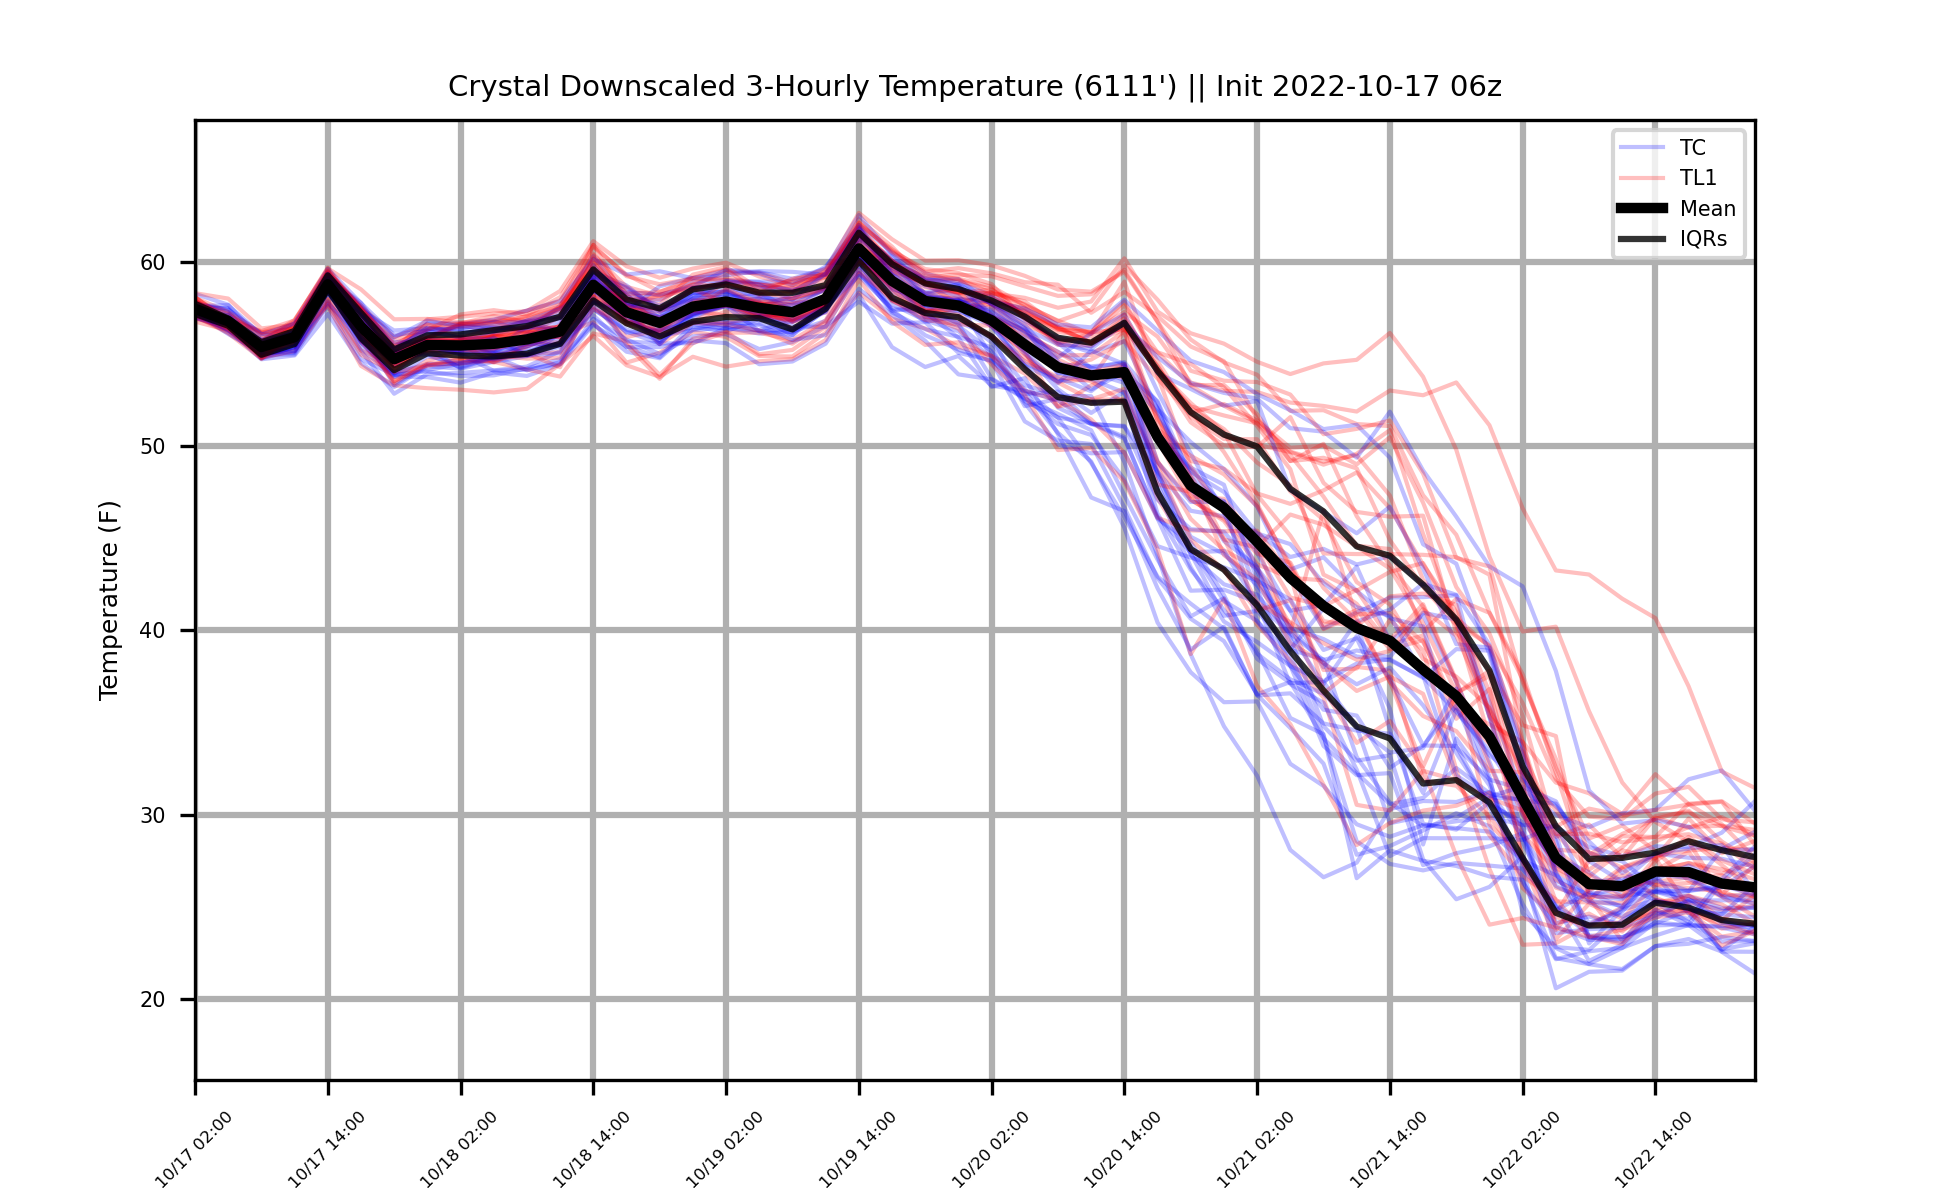 Crystal Downscaled 3-Hourly Temperature (6111') || Init 2022-10-17 06z
TC
TL1
Mean
IQRs
Temperature (F)
60
50
40
30
20
10/17 02:00
10/17 14:00
10/18 02:00
10/18 14:00
10/19 02:00
10/19 14:00
10/20 02:00
10/20 14:00
10/21 02:00
10/21 14:00
10/22 02:00
10/22 14:00